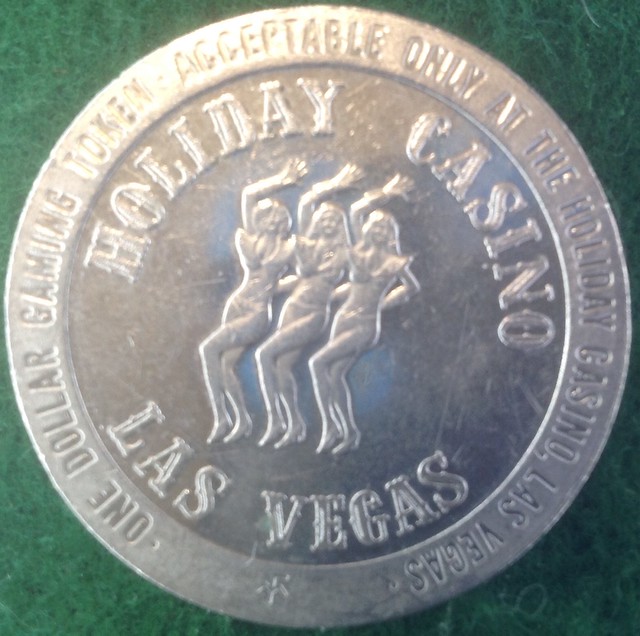 ·ONE DOLLAR GAMING TOKEN·ACCEPTABLE ONLY AT THE HOLIDAY CASINO, LAS VEGAS·
HOLIDAY CASINO
LAS VEGAS